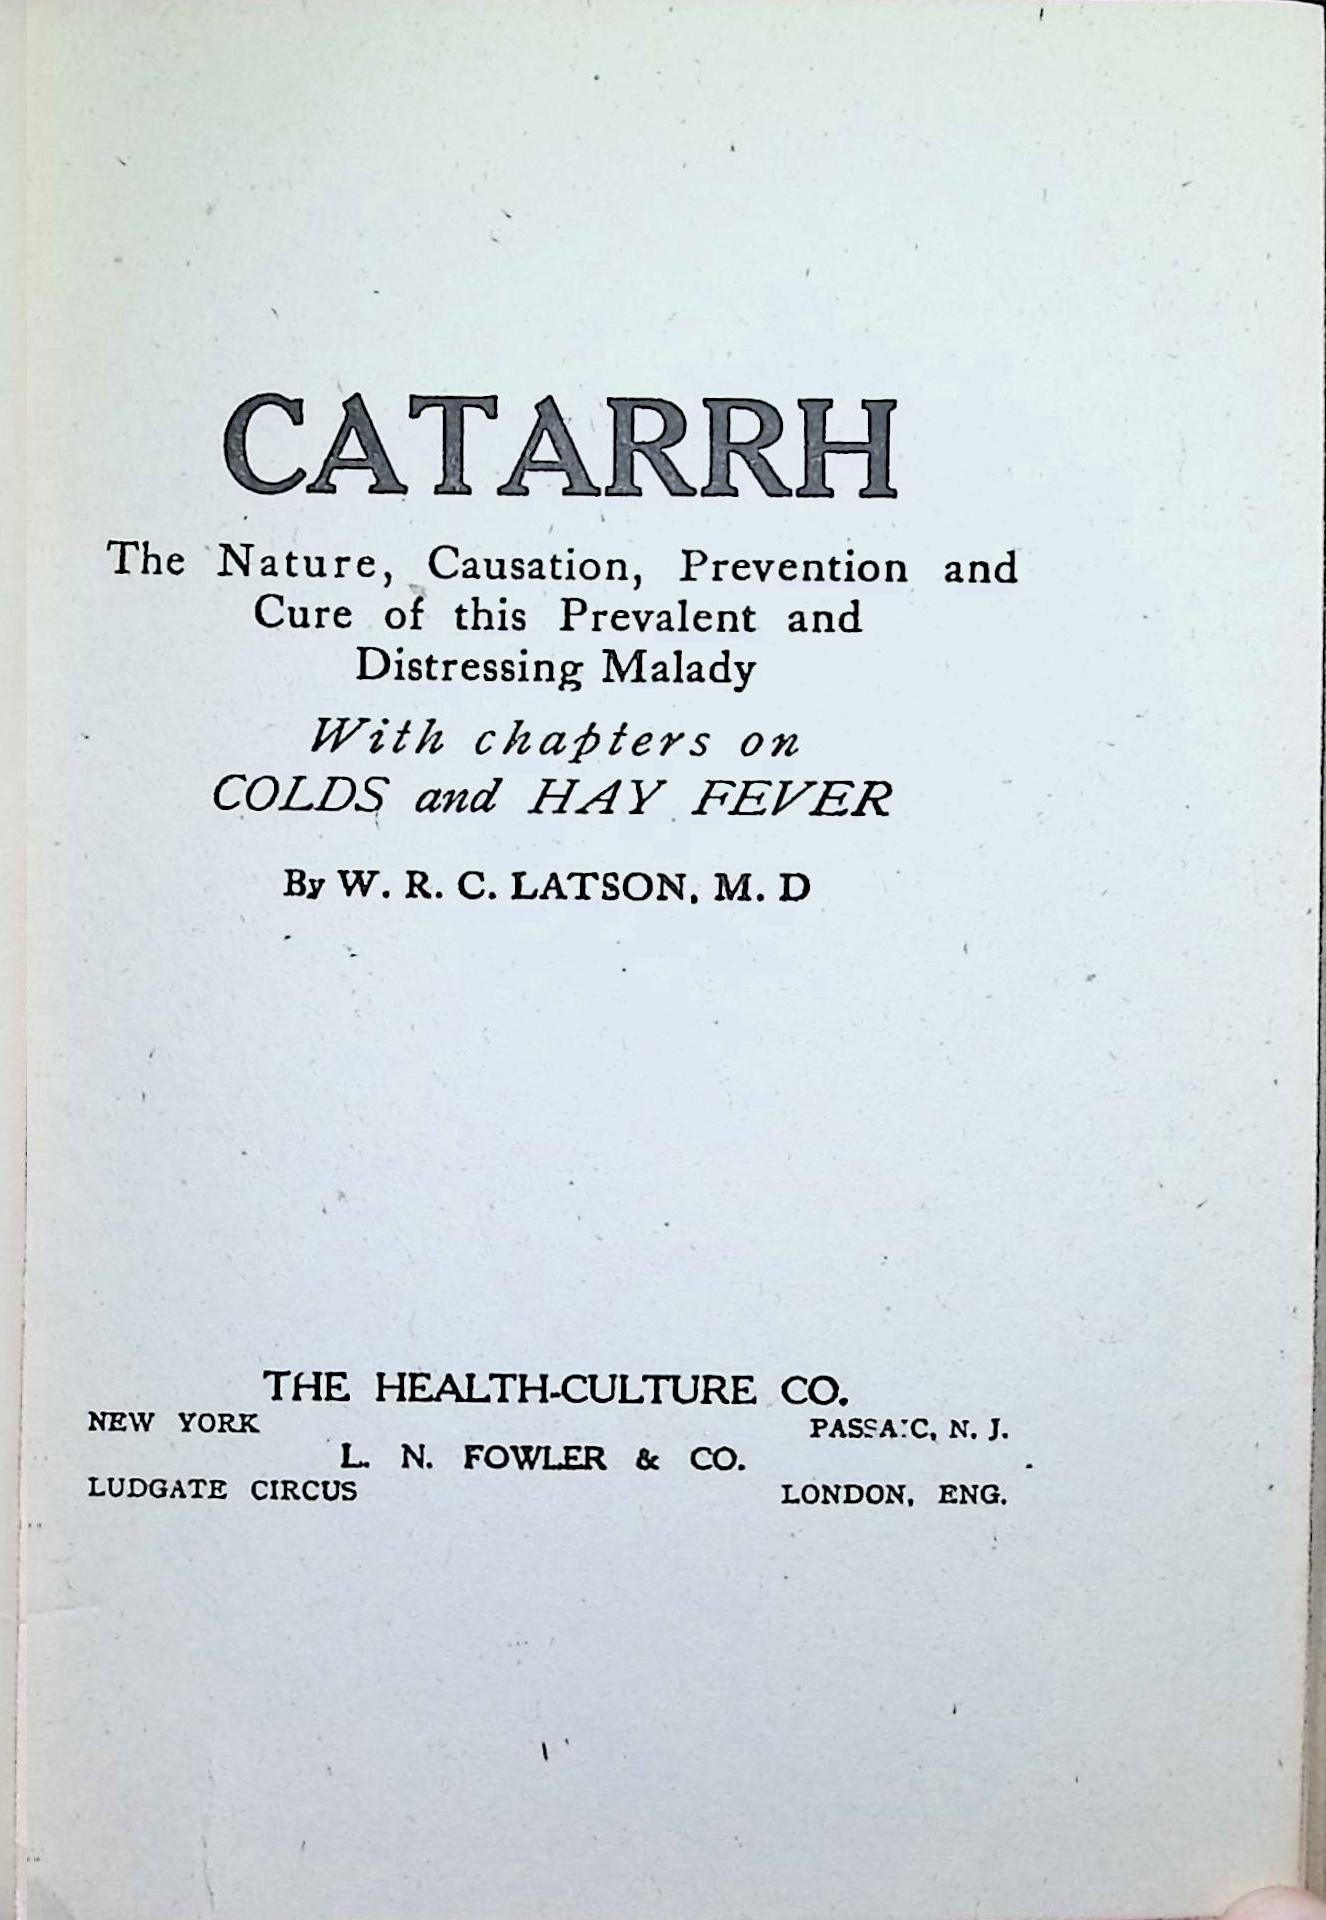 CATARRH
The Nature, Causation, Prevention and
Cure of this Prevalent and
Distressing Malady
With chapters on
COLDS and HAY FEVER
By W. R. C. LATSON, M. D
THE HEALTH-CULTURE CO.
NEW YORK PASSAIC, N. J.
L. N. FOWLER & CO.
LUDGATE CIRCUS LONDON, ENG.